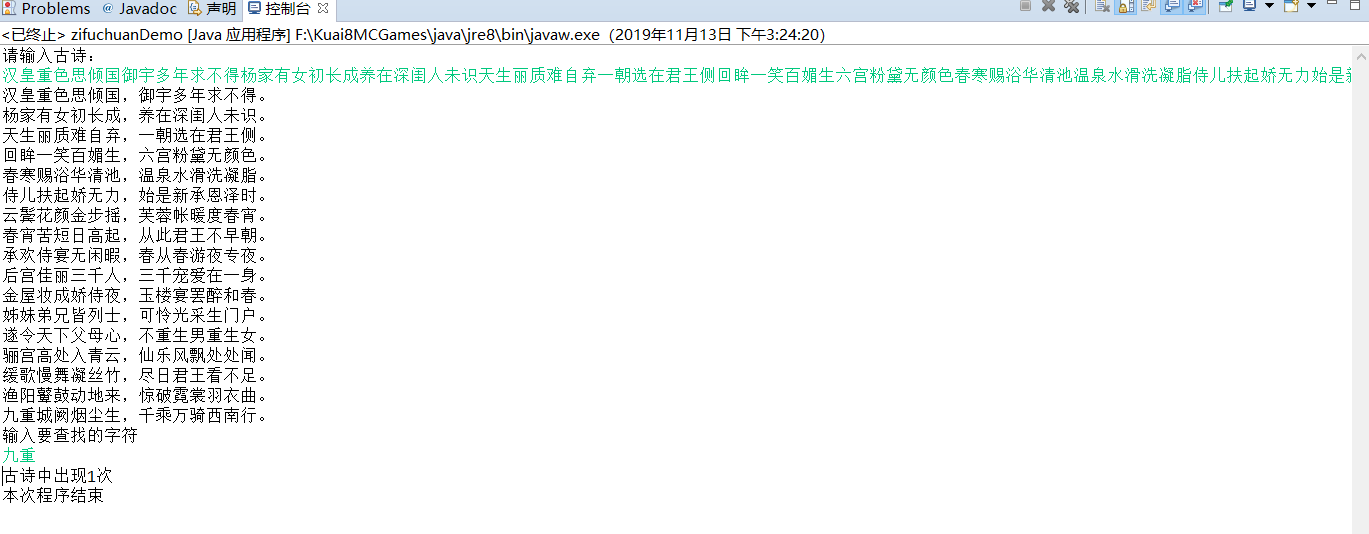 Problems @ Javadoc 声明 控制台
<已终止> zifuchuanDemo [Java 应用程序] F:\Kuai8MCGames\java\jre8\bin\javaw.exe （2019年11月13日 下午3:24:20）
请输入古诗：
汉皇重色思倾国御宇多年求不得杨家有女初长成养在深闺人未识天生丽质难自弃一朝选在君王侧回眸一笑百媚生六宫粉黛无颜色春寒赐浴华清池温泉水滑洗凝脂侍儿扶起娇无力始是新
汉皇重色思倾国，御宇多年求不得。
杨家有女初长成，养在深闺人未识。
天生丽质难自弃，一朝选在君王侧。
回眸一笑百媚生，六宫粉黛无颜色。
春寒赐浴华清池，温泉水滑洗凝脂。
侍儿扶起娇无力，始是新承恩泽时。
云鬓花颜金步摇，芙蓉帐暖度春宵。
春宵苦短日高起，从此君王不早朝。
承欢侍宴无闲暇，春从春游夜专夜。
后宫佳丽三千人，三千宠爱在一身。
金屋妆成娇侍夜，玉楼宴罢醉和春。
姊妹弟兄皆列士，可怜光采生门户。
遂令天下父母心，不重生男重生女。
骊宫高处入青云，仙乐风飘处处闻。
缓歌慢舞凝丝竹，尽日君王看不足。
渔阳鼙鼓动地来，惊破霓裳羽衣曲。
九重城阙烟尘生，千乘万骑西南行。
输入要查找的字符
九重
古诗中出现1次
本次程序结束